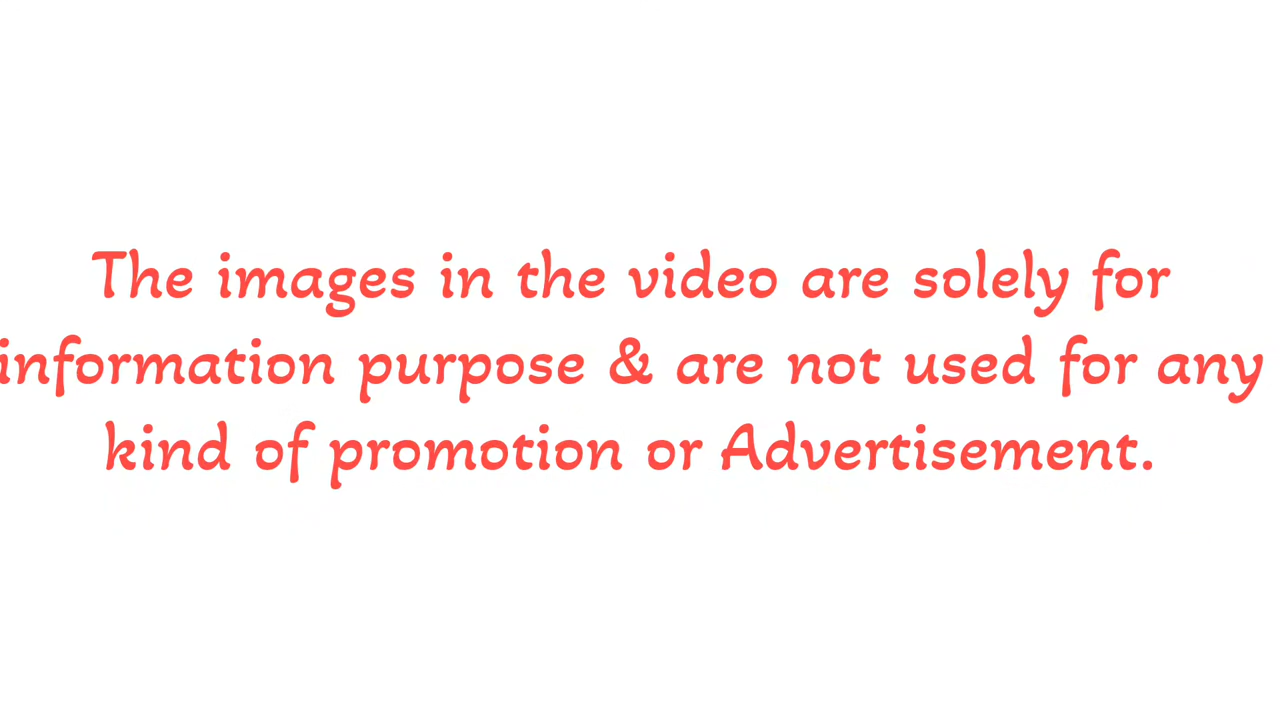 The images in the video are solely for
information purpose & are not used for any
kind of promotion or Advertisement.